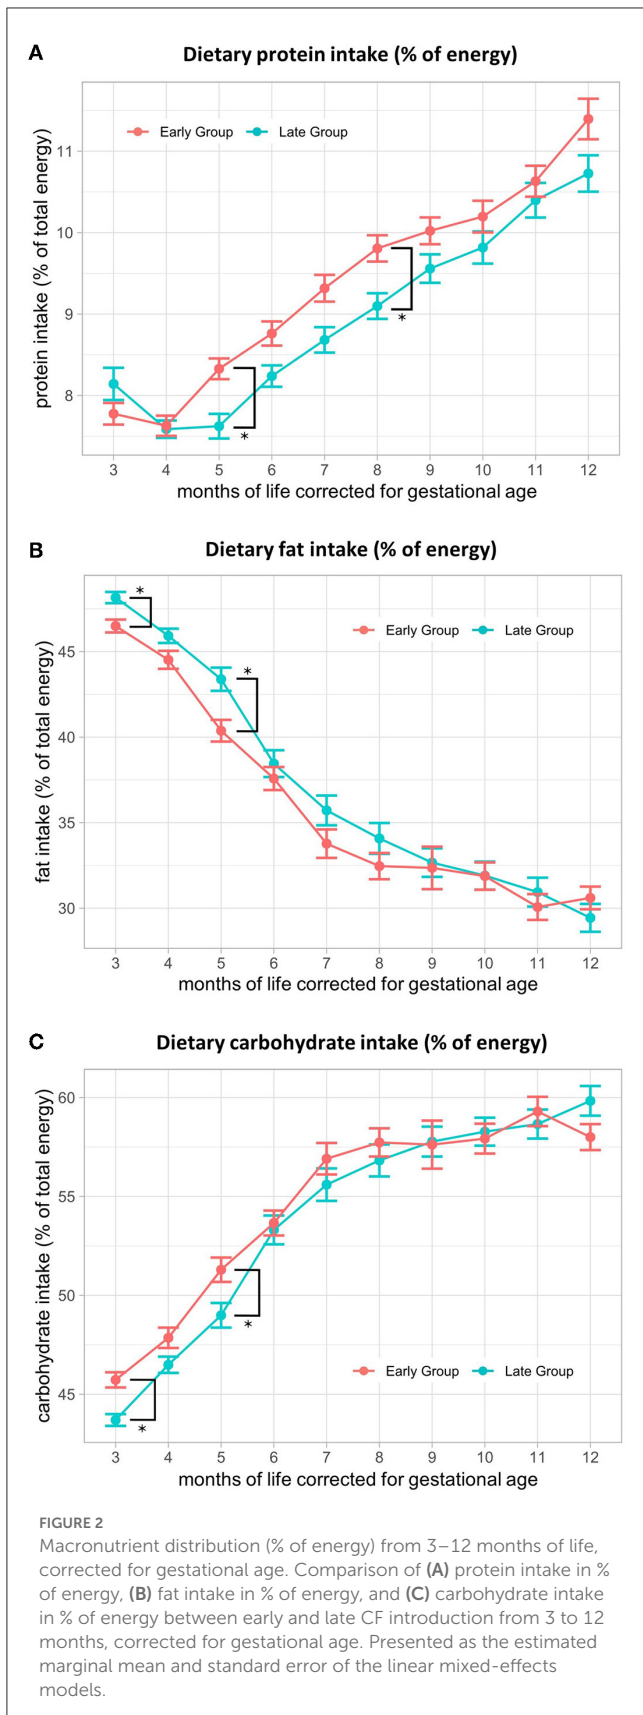 A
Dietary protein intake (% of energy)
protein intake (% of total energy)
Early Group
Late Group
11
10
9
8
3 4 5 6 7 8 9 10 11 12
*
*
months of life corrected for gestational age
B
Dietary fat intake (% of energy)
fat intake (% of total energy)
*
Early Group
Late Group
45
*
40
35
30
3 4 5 6 7 8 9 10 11 12
months of life corrected for gestational age
C
Dietary carbohydrate intake (% of energy)
carbohydrate intake (% of total energy)
60
55
50
*
Early Group
Late Group
45
*
3 4 5 6 7 8 9 10 11 12
months of life corrected for gestational age
FIGURE 2
Macronutrient distribution (% of energy) from 3–12 months of life,
corrected for gestational age. Comparison of (A) protein intake in %
of energy, (B) fat intake in % of energy, and (C) carbohydrate intake
in % of energy between early and late CF introduction from 3 to 12
months, corrected for gestational age. Presented as the estimated
marginal mean and standard error of the linear mixed-effects
models.